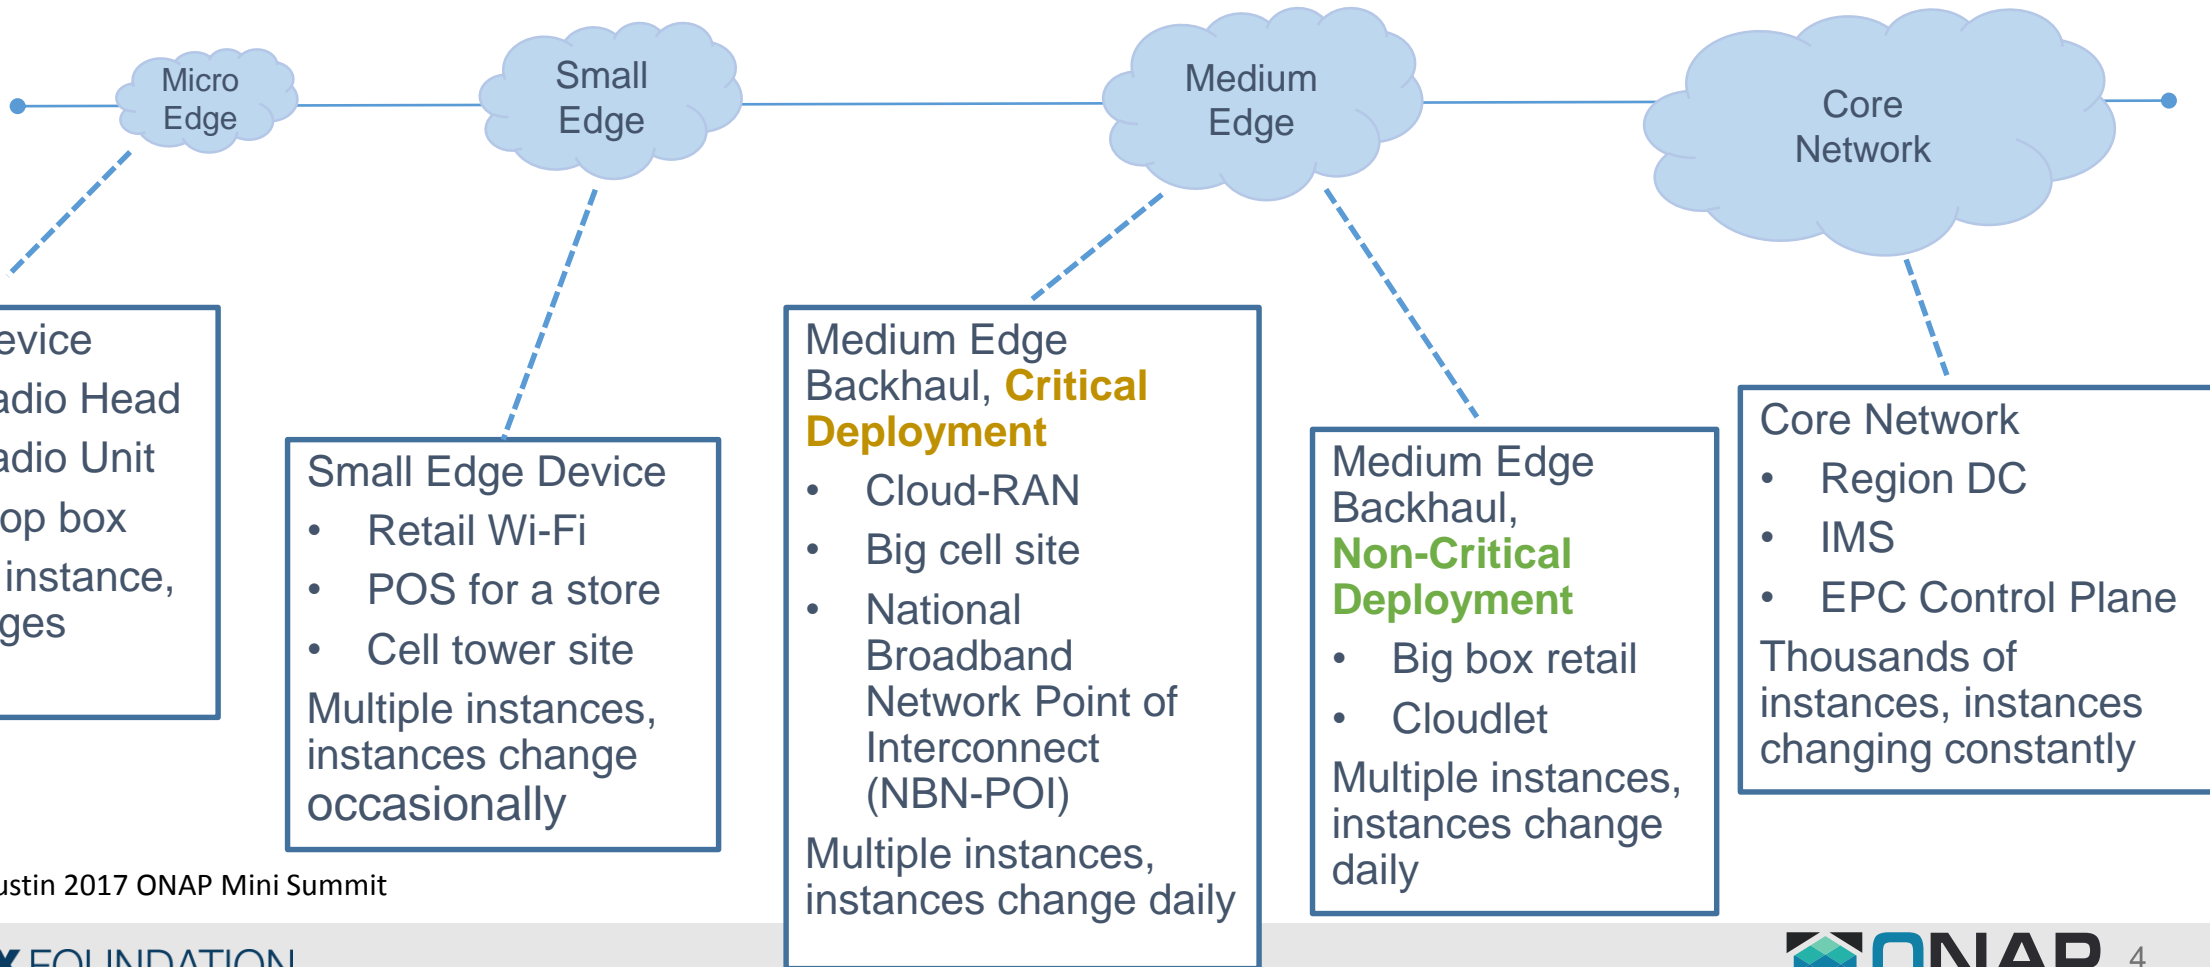 Micro
Edge
Small
Edge
Medium
Edge
Core
Network
evice
adio Head
adio Unit
op box
instance,
ges
Small Edge Device
• Retail Wi-Fi
• POS for a store
• Cell tower site
Multiple instances,
instances change
occasionally
Medium Edge
Backhaul, Critical
Deployment
• Cloud-RAN
• Big cell site
• National
Broadband
Network Point of
Interconnect
(NBN-POI)
Multiple instances,
instances change daily
Medium Edge
Backhaul,
Non-Critical
Deployment
• Big box retail
• Cloudlet
Multiple instances,
instances change
daily
Core Network
• Region DC
• IMS
• EPC Control Plane
Thousands of
instances, instances
changing constantly
ustin 2017 ONAP Mini Summit
X FOUNDATION
ONAP
4